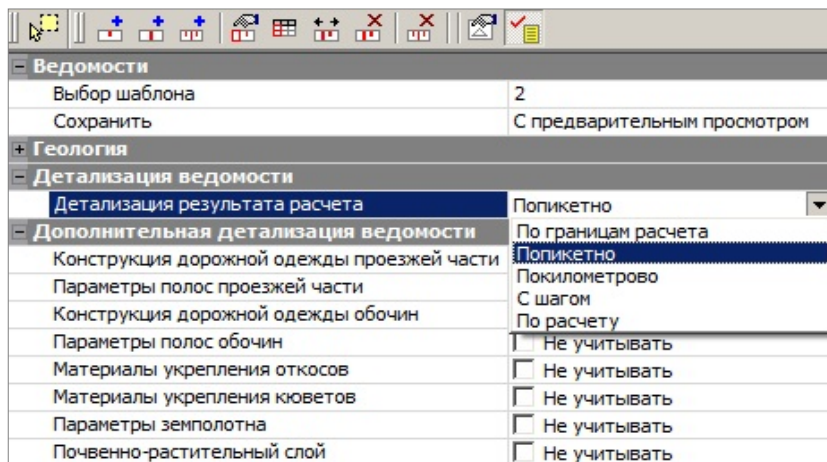 Ведомости
Выбор шаблона 2
Сохранить С предварительным просмотром
Геология
Детализация ведомости
Детализация результата расчета Попикетно
Дополнительная детализация ведомости По границам расчета
Попикетно
Конструкция дорожной одежды проезжей части
Покилометрово
Параметры полос проезжей части
С шагом
Конструкция дорожной одежды обочин
По расчету
Параметры полос обочин Не учитывать
Материалы укрепления откосов Не учитывать
Материалы укрепления кюветов Не учитывать
Параметры земполотна Не учитывать
Почвенно-растительный слой Не учитывать